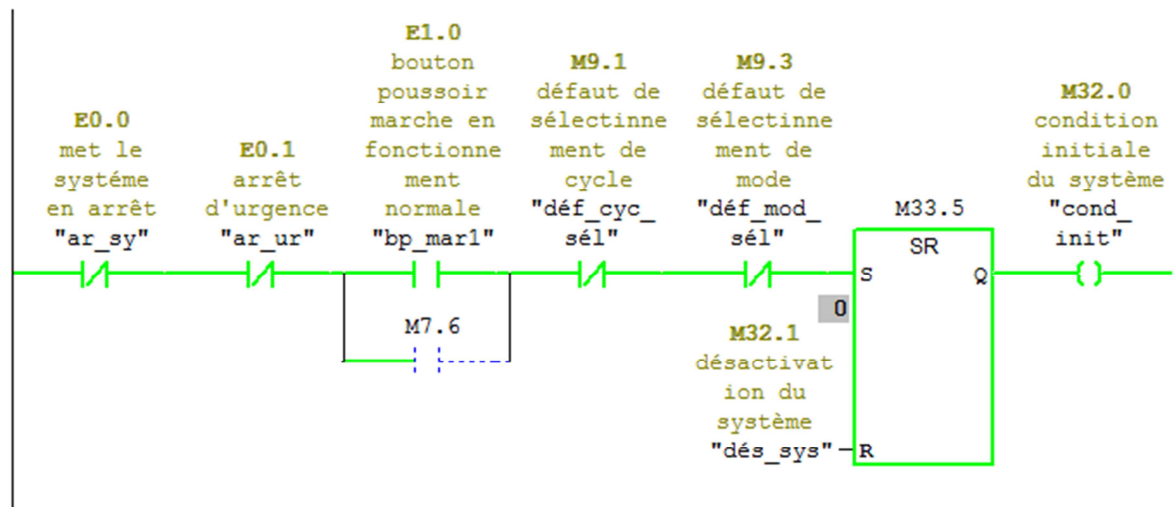 E0.0
met le
systéme
en arrêt
"ar_sy"
E0.1
arrêt
d'urgence
"ar_ur"
E1.0
bouton
poussoir
marche en
fonctionne
ment
normale
"bp_mar1"
M7.6
M9.1
défaut de
sélectinne
ment de
cycle
"déf_cyc_
sél"
M9.3
défaut de
sélectinne
ment de
mode
"déf_mod_
sél"
M33.5
SR
S
Q
0
M32.1
désactivat
ion du
système
"dés_sys"
R
M32.0
condition
initiale
du système
"cond_
init"